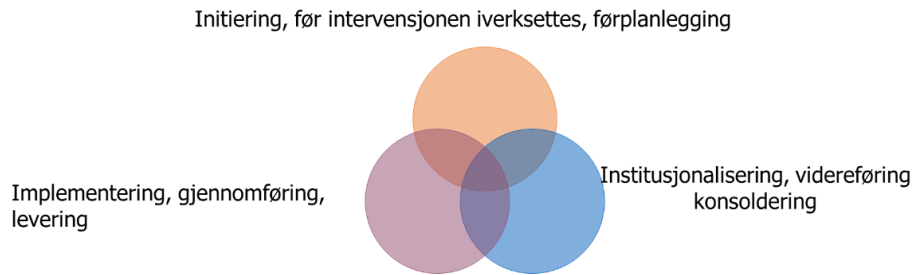 Initiering, før intervensjonen iverksettes, førplanlegging
Implementering, gjennomføring,
levering
Institusjonalisering, videreføring
konsoldering